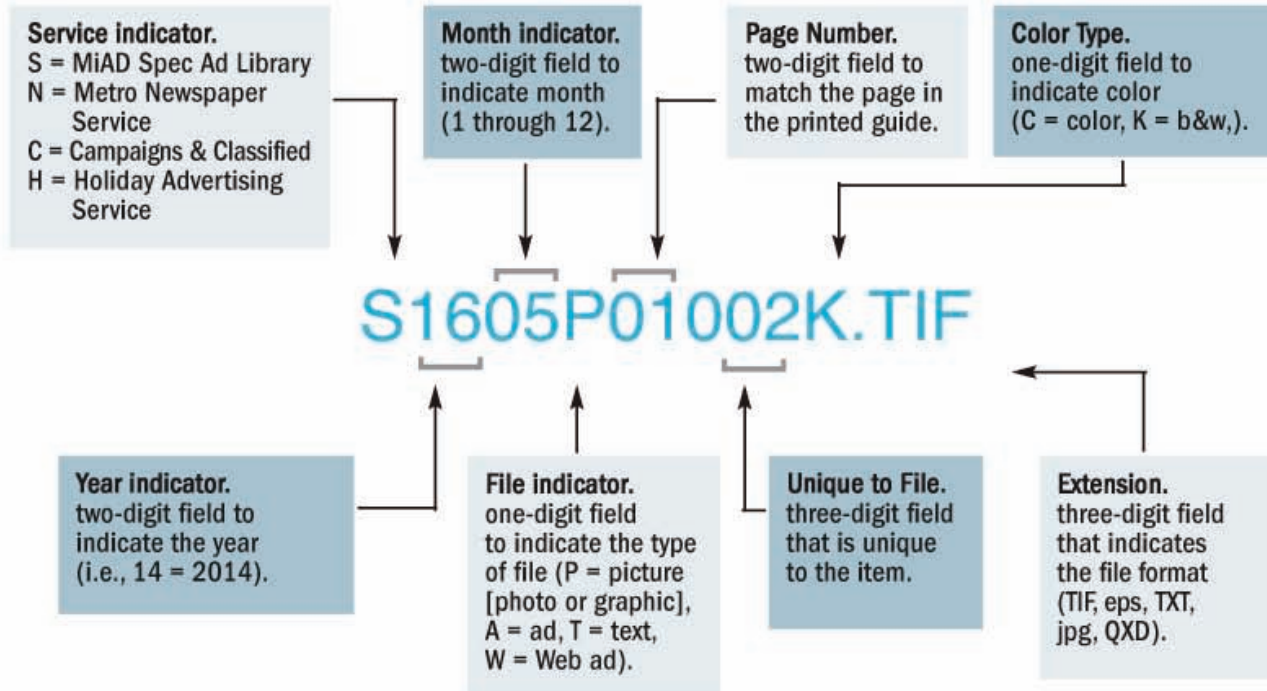 Service indicator.
S = MiAD Spec Ad Library
N = Metro Newspaper
Service
C = Campaigns & Classified
H = Holiday Advertising
Service
Month indicator.
two-digit field to
indicate month
(1 through 12).
Page Number.
two-digit field to
match the page in
the printed guide.
Color Type.
one-digit field to
indicate color
(C = color, K = b&w,).
S1605P01002K.TIF
Year indicator.
two-digit field to
indicate the year
(i.e., 14 = 2014).
File indicator.
one-digit field
to indicate the type
of file (P = picture
[photo or graphic],
A = ad, T = text,
W = Web ad).
Unique to File.
three-digit field
that is unique
to the item.
Extension.
three-digit field
that indicates
the file format
(TIF, eps, TXT,
jpg, QXD).